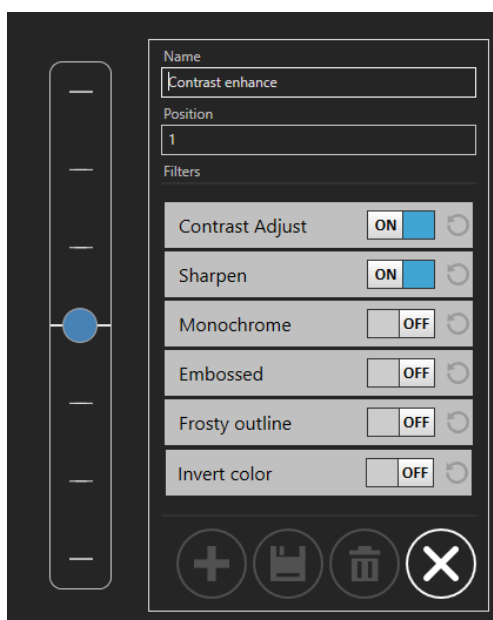 Name
Contrast enhance
Position
1
Filters
Contrast Adjust ON
Sharpen ON
Monochrome OFF
Embossed OFF
Frosty outline OFF
Invert color OFF